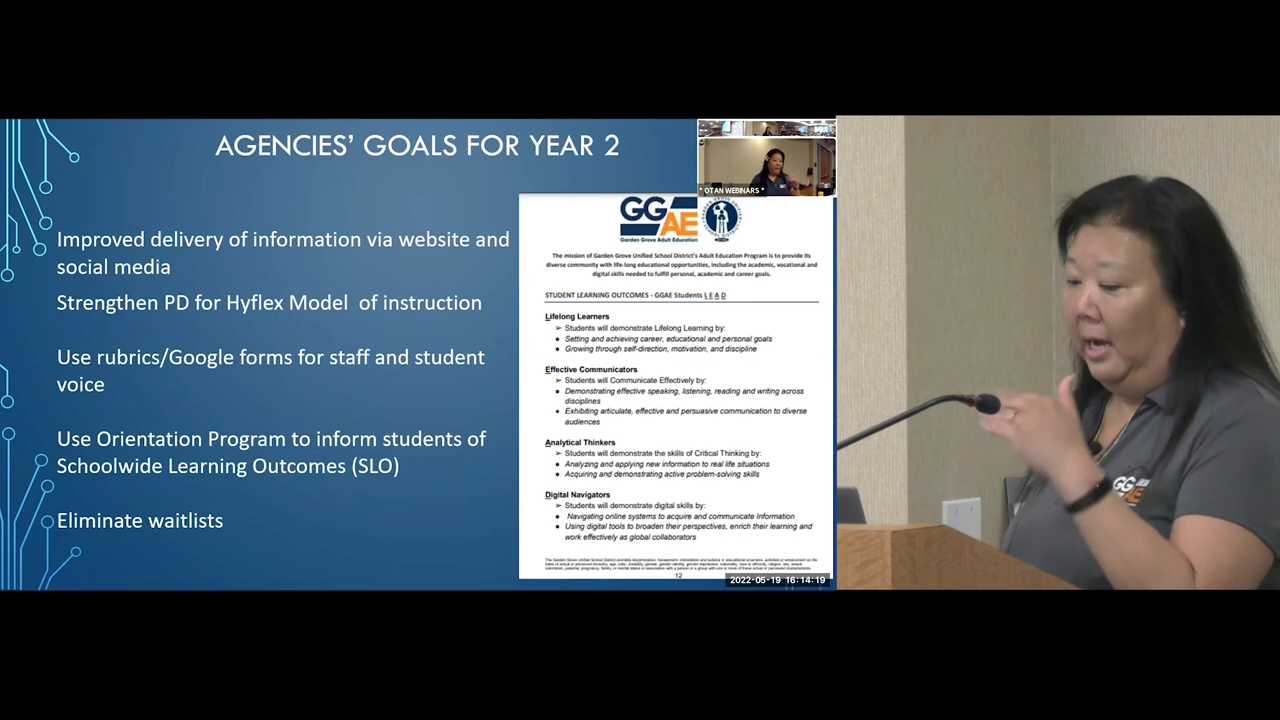 AGENCIES' GOALS FOR YEAR 2
* OTAN WEBINARS *
Improved delivery of information via website and
social media
Strengthen PD for Hyflex Model of instruction
Use rubrics/Google forms for staff and student
voice
Use Orientation Program to inform students of
Schoolwide Learning Outcomes (SLO)
Eliminate waitlists
GG
AE
Garden Grove Adult Education
The mission of Garden Grove Unified School District's Adult Education Program is to provide its
diverse community with life-long educational opportunities, including the academic, vocational and
digital skills needed to fulfill personal, academic and career goals.
STUDENT LEARNING OUTCOMES - GGAE Students L E A D
Lifelong Learners
➢ Students will demonstrate Lifelong Learning by:
● Setting and achieving career, educational and personal goals
● Growing through self-direction, motivation, and discipline
Effective Communicators
➢ Students will Communicate Effectively by:
● Demonstrating effective speaking, listening, reading and writing across
disciplines
● Exhibiting articulate, effective and persuasive communication to diverse
audiences
Analytical Thinkers
➢ Students will demonstrate the skills of Critical Thinking by:
● Analyzing and applying new information to real life situations
● Acquiring and demonstrating active problem-solving skills
Digital Navigators
➢ Students will demonstrate digital skills by:
● Navigating online systems to acquire and communicate Information
● Using digital tools to broaden their perspectives, enrich their learning and
work effectively as global collaborators
12
2022-05-19 16:14:19
GG
AE